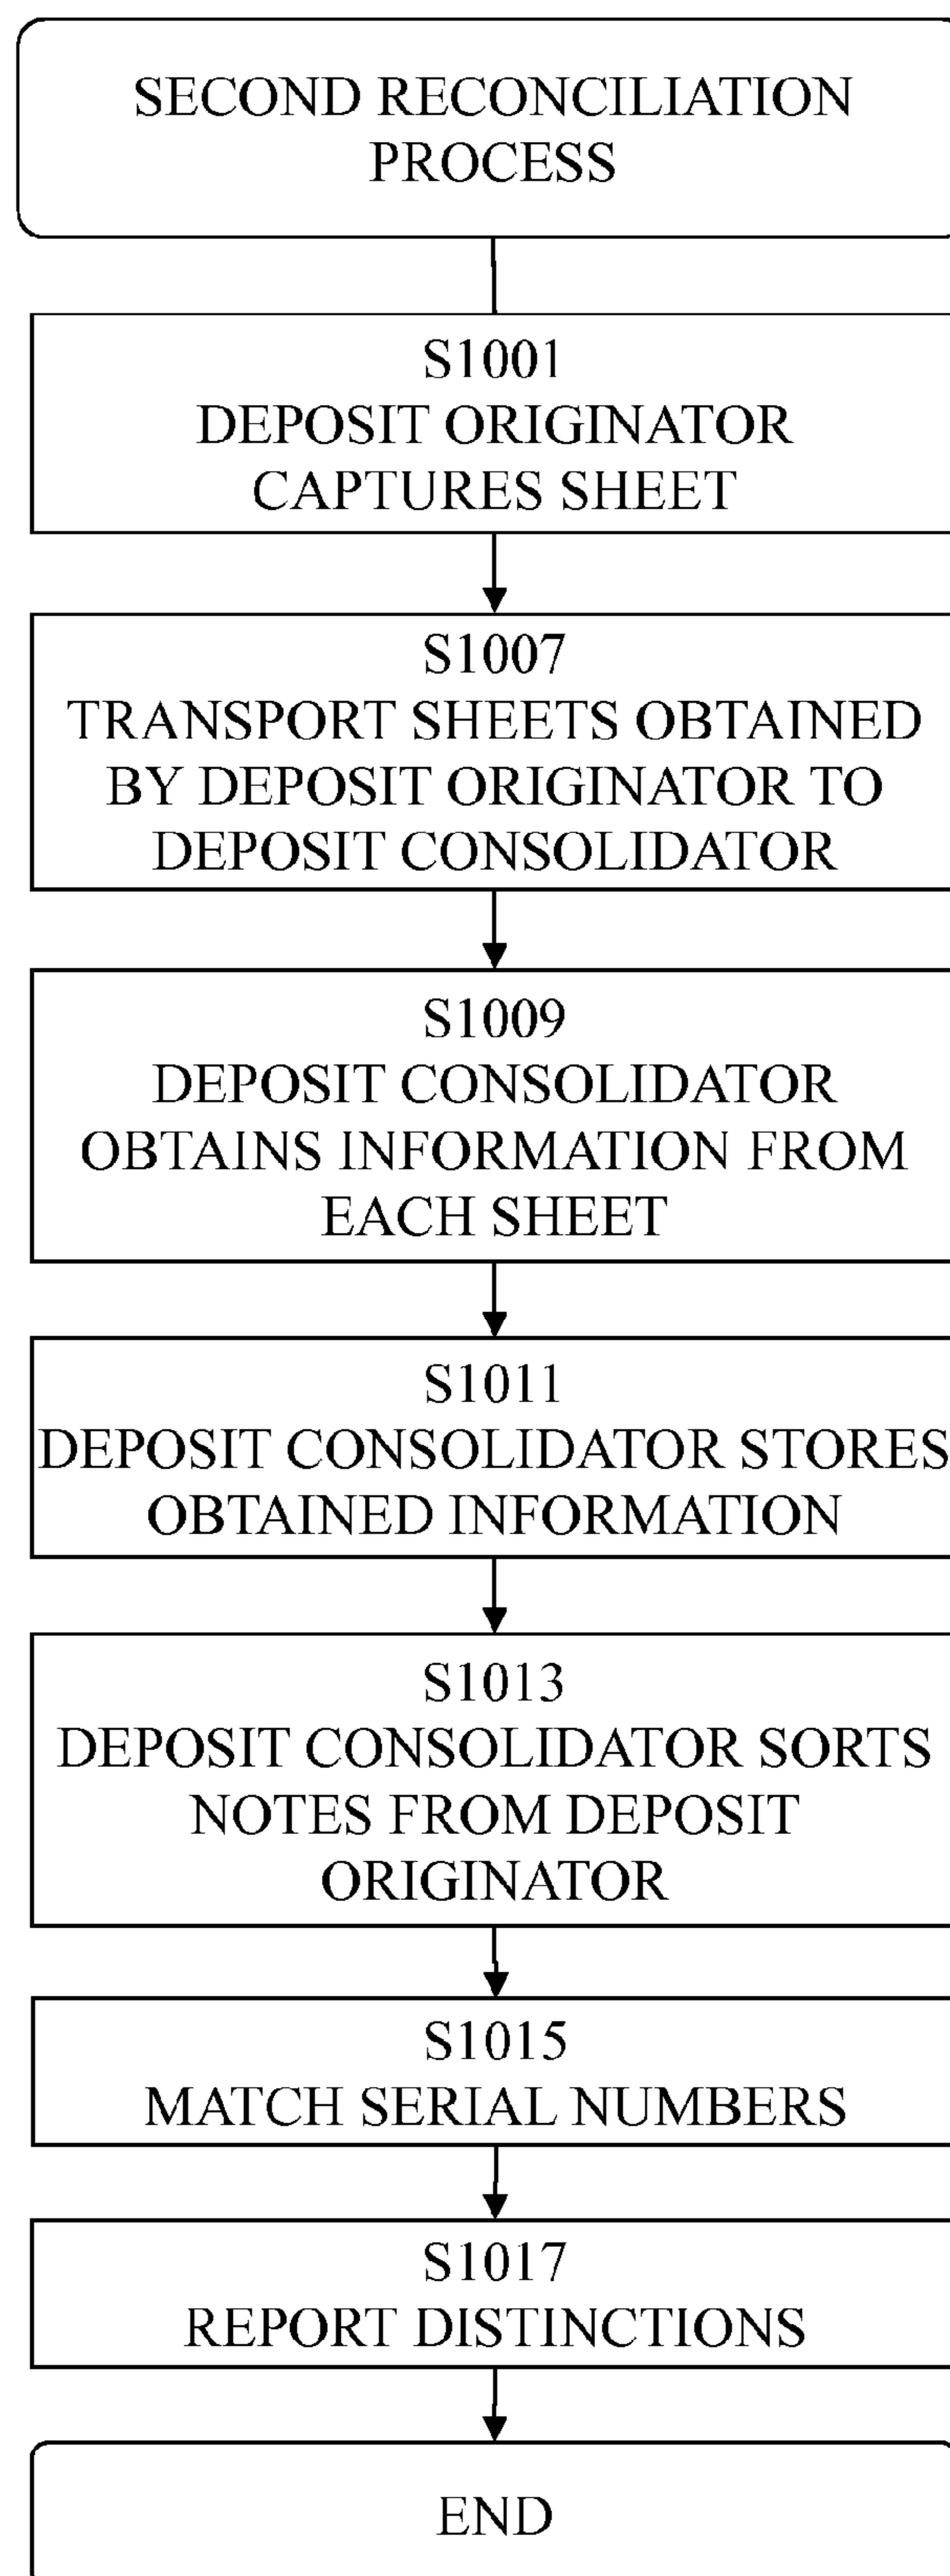 SECOND RECONCILIATION
PROCESS
S1001
DEPOSIT ORIGINATOR
CAPTURES SHEET
S1007
TRANSPORT SHEETS OBTAINED
BY DEPOSIT ORIGINATOR TO
DEPOSIT CONSOLIDATOR
S1009
DEPOSIT CONSOLIDATOR
OBTAINS INFORMATION FROM
EACH SHEET
S1011
DEPOSIT CONSOLIDATOR STORES
OBTAINED INFORMATION
S1013
DEPOSIT CONSOLIDATOR SORTS
NOTES FROM DEPOSIT
ORIGINATOR
S1015
MATCH SERIAL NUMBERS
S1017
REPORT DISTINCTIONS
END